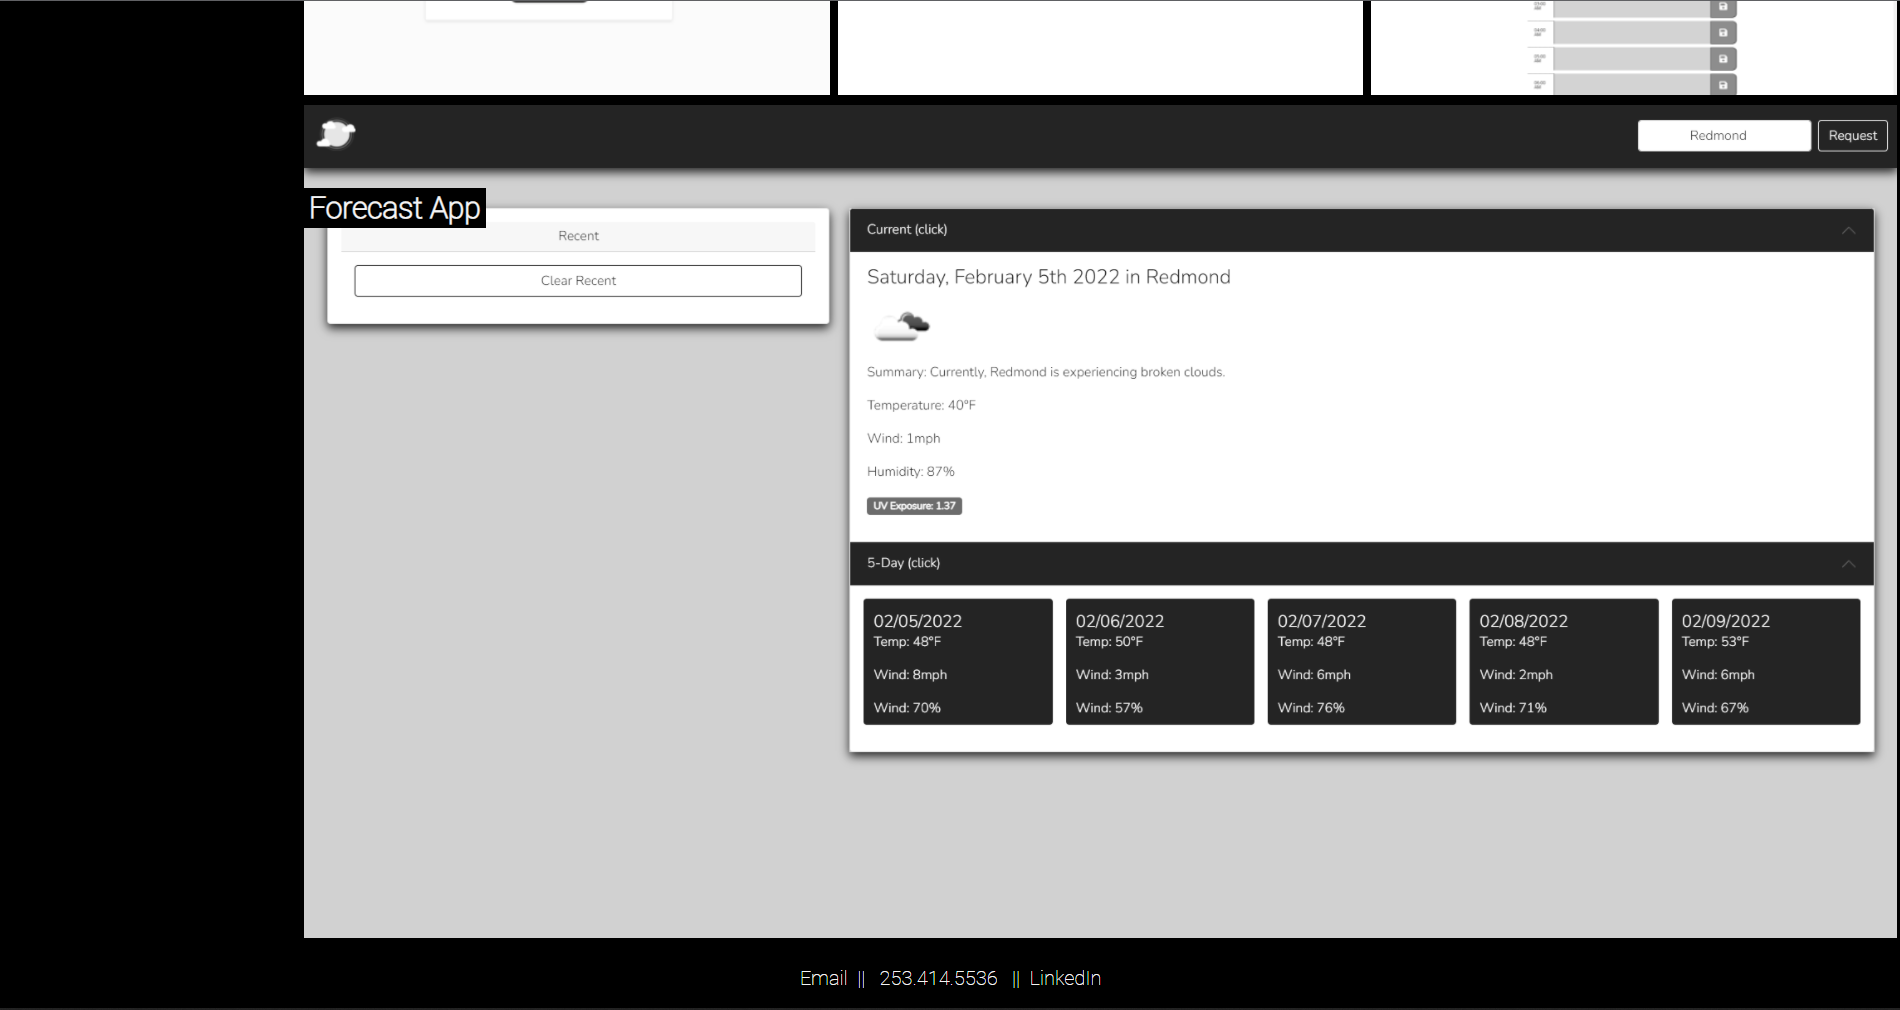 Redmond
Request
Forecast App
Recent
Clear Recent
Current (click)
Saturday, February 5th 2022 in Redmond
Summary: Currently, Redmond is experiencing broken clouds.
Temperature: 40°F
Wind: 1mph
Humidity: 87%
UV Exposure: 1.37
5-Day (click)
02/05/2022
Temp: 48°F
Wind: 8mph
Wind: 70%
02/06/2022
Temp: 50°F
Wind: 3mph
Wind: 57%
02/07/2022
Temp: 48°F
Wind: 6mph
Wind: 76%
02/08/2022
Temp: 48°F
Wind: 2mph
Wind: 71%
02/09/2022
Temp: 53°F
Wind: 6mph
Wind: 67%
Email || 253.414.5536 || LinkedIn